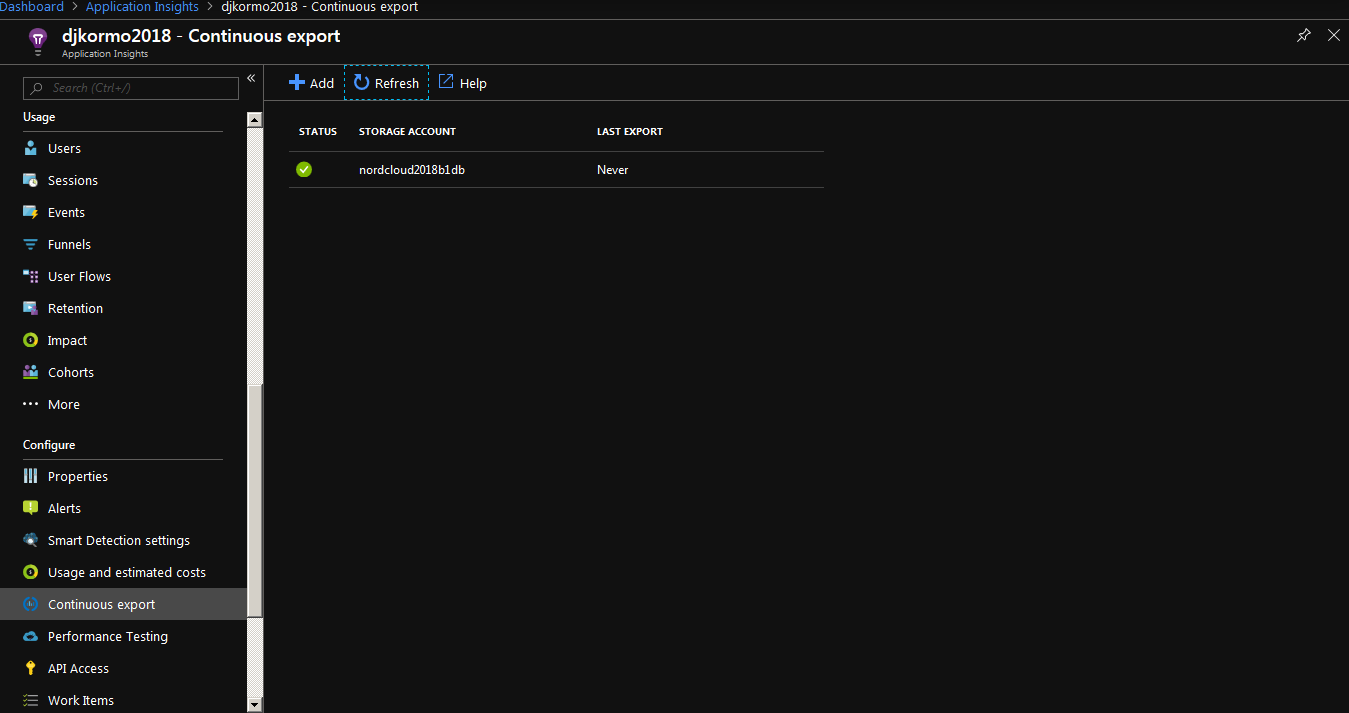 Dashboard > Application Insights > djkormo2018 - Continuous export
djkormo2018 - Continuous export
Application Insights
Search (Ctrl+/)
«
Usage
Users
Sessions
Events
Funnels
User Flows
Retention
Impact
Cohorts
More
Configure
Properties
Alerts
Smart Detection settings
Usage and estimated costs
Continuous export
Performance Testing
API Access
Work Items
Add Refresh Help
STATUS STORAGE ACCOUNT LAST EXPORT
nordcloud2018b1db Never